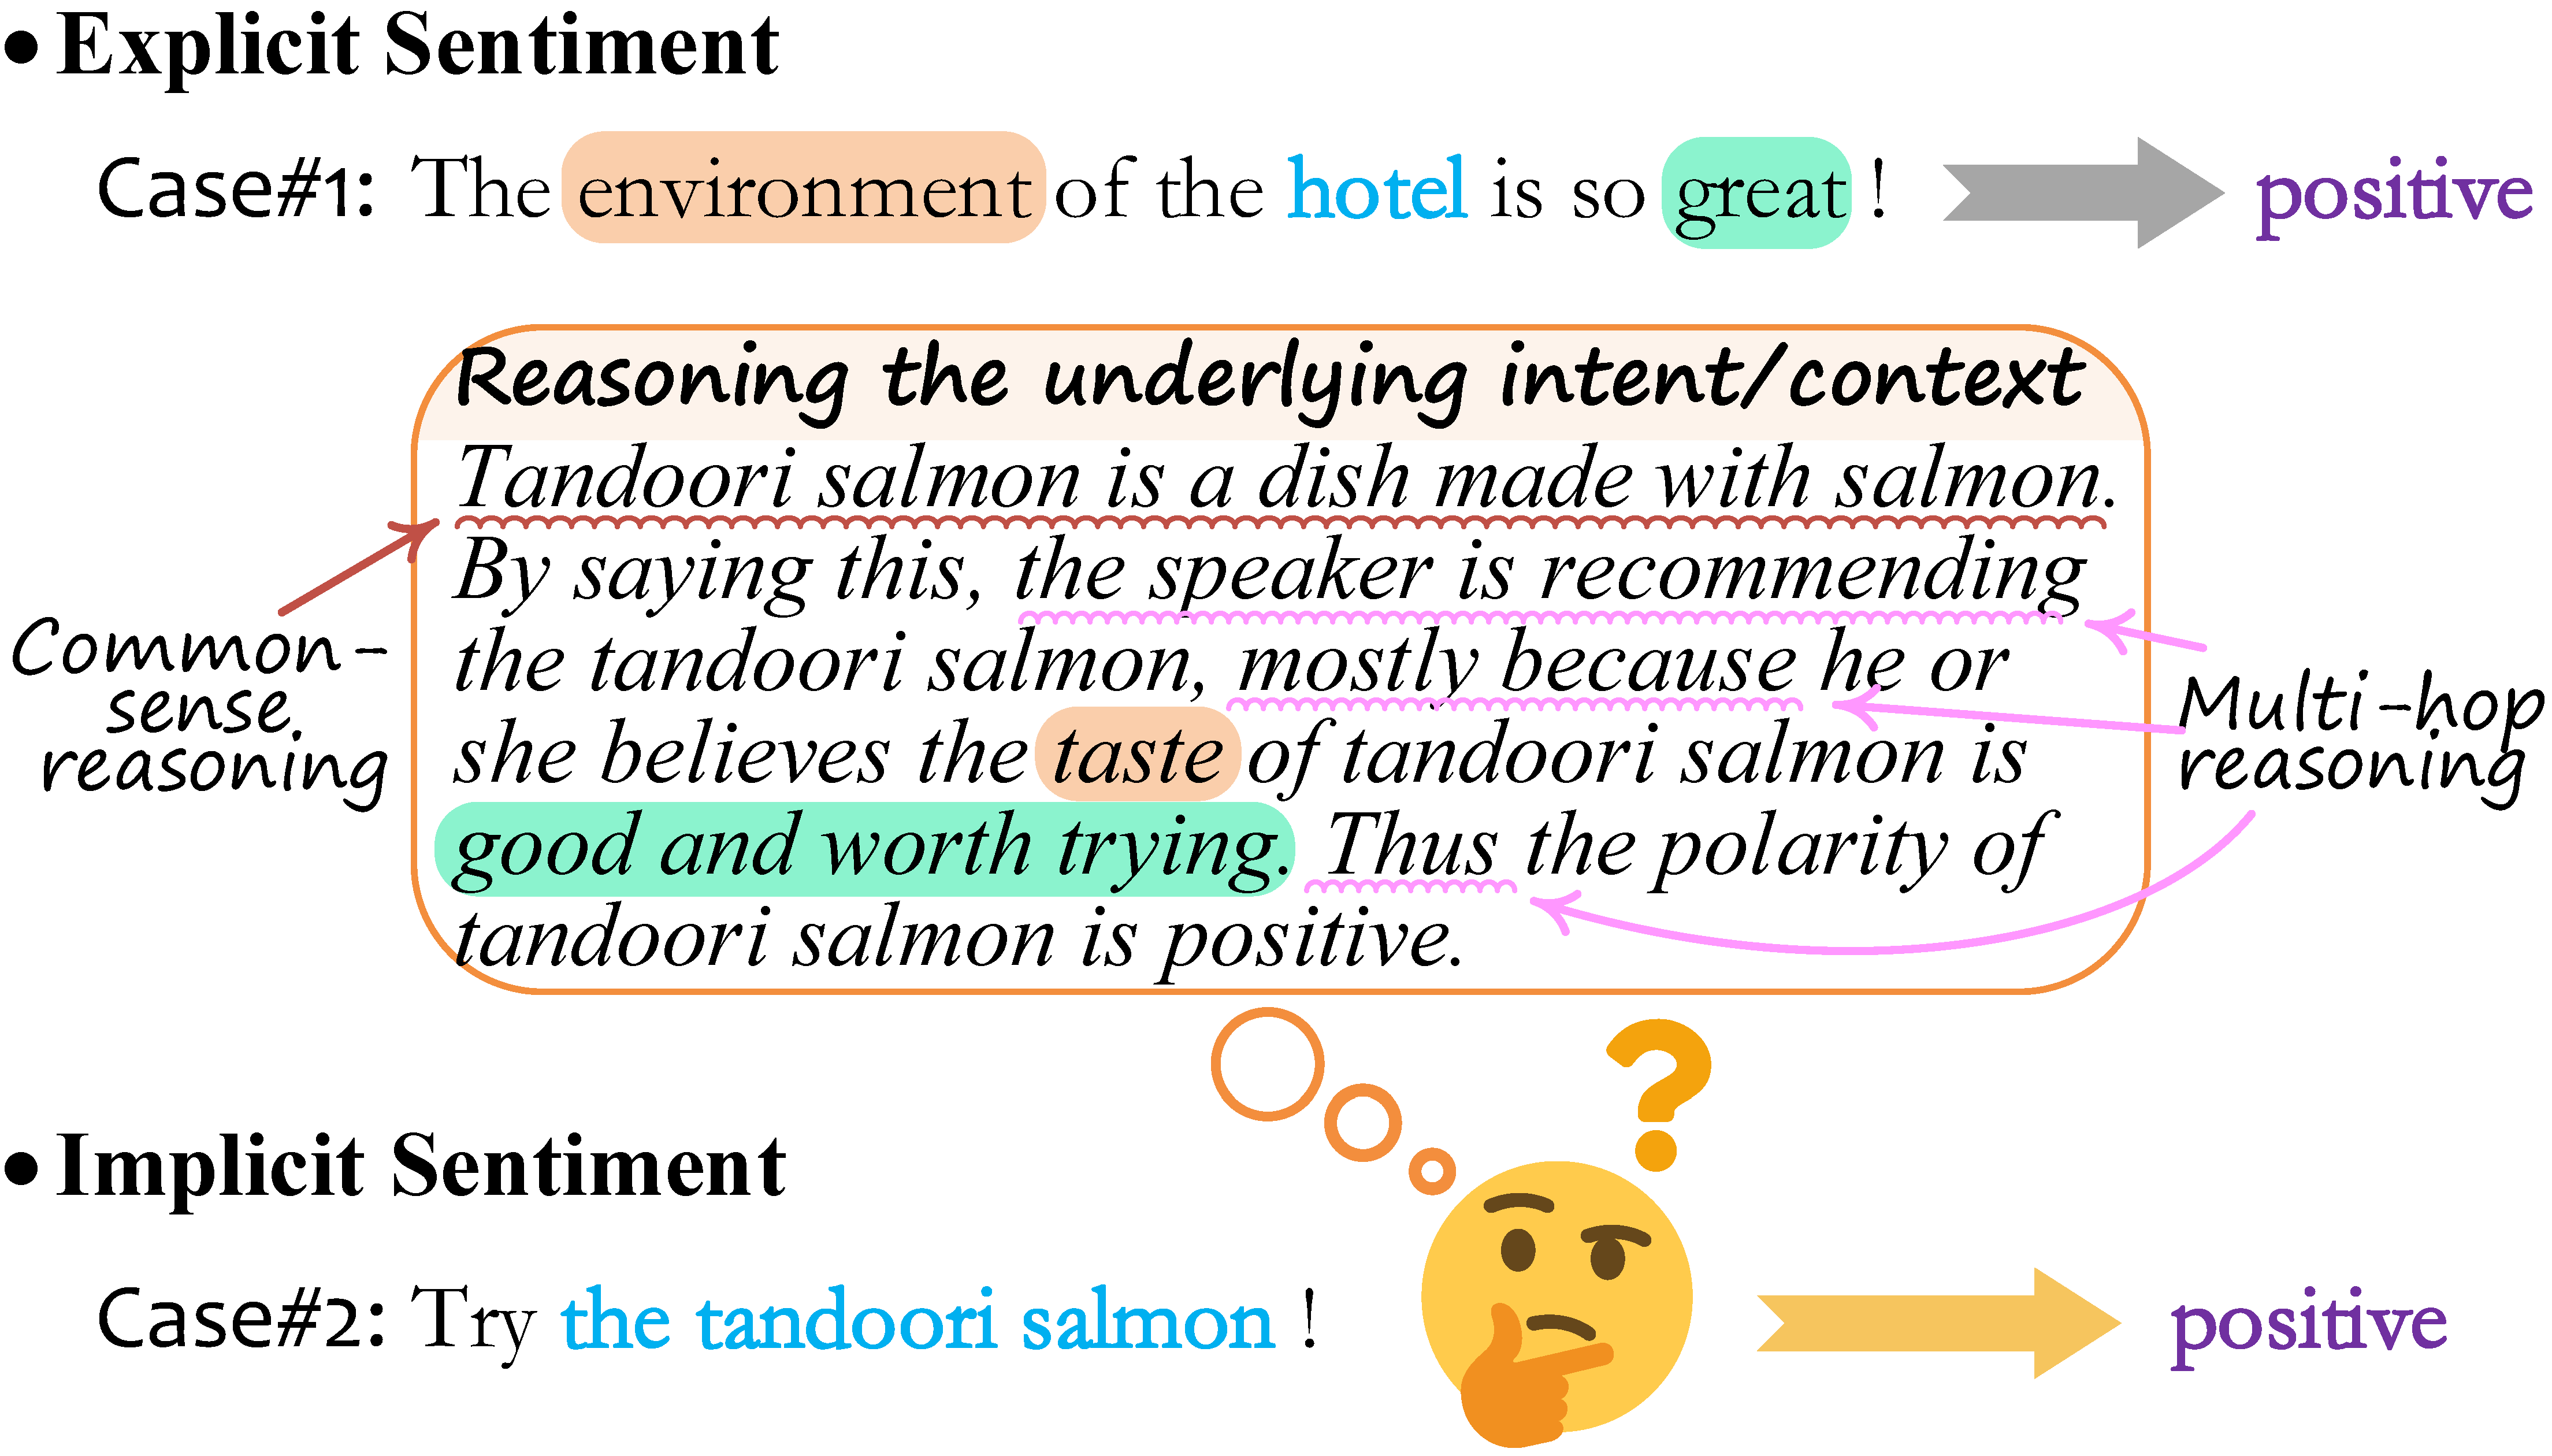 • Explicit Sentiment
Case#1: The environment of the hotel is so great ! positive
Reasoning the underlying intent/context
Tandoori salmon is a dish made with salmon.
By saying this, the speaker is recommending
the tandoori salmon, mostly because he or
she believes the taste of tandoori salmon is
good and worth trying. Thus the polarity of
tandoori salmon is positive.
Common-
sense.
reasoning
Multi-hop
reasoning
?
• Implicit Sentiment
Case#2: Try the tandoori salmon ! positive